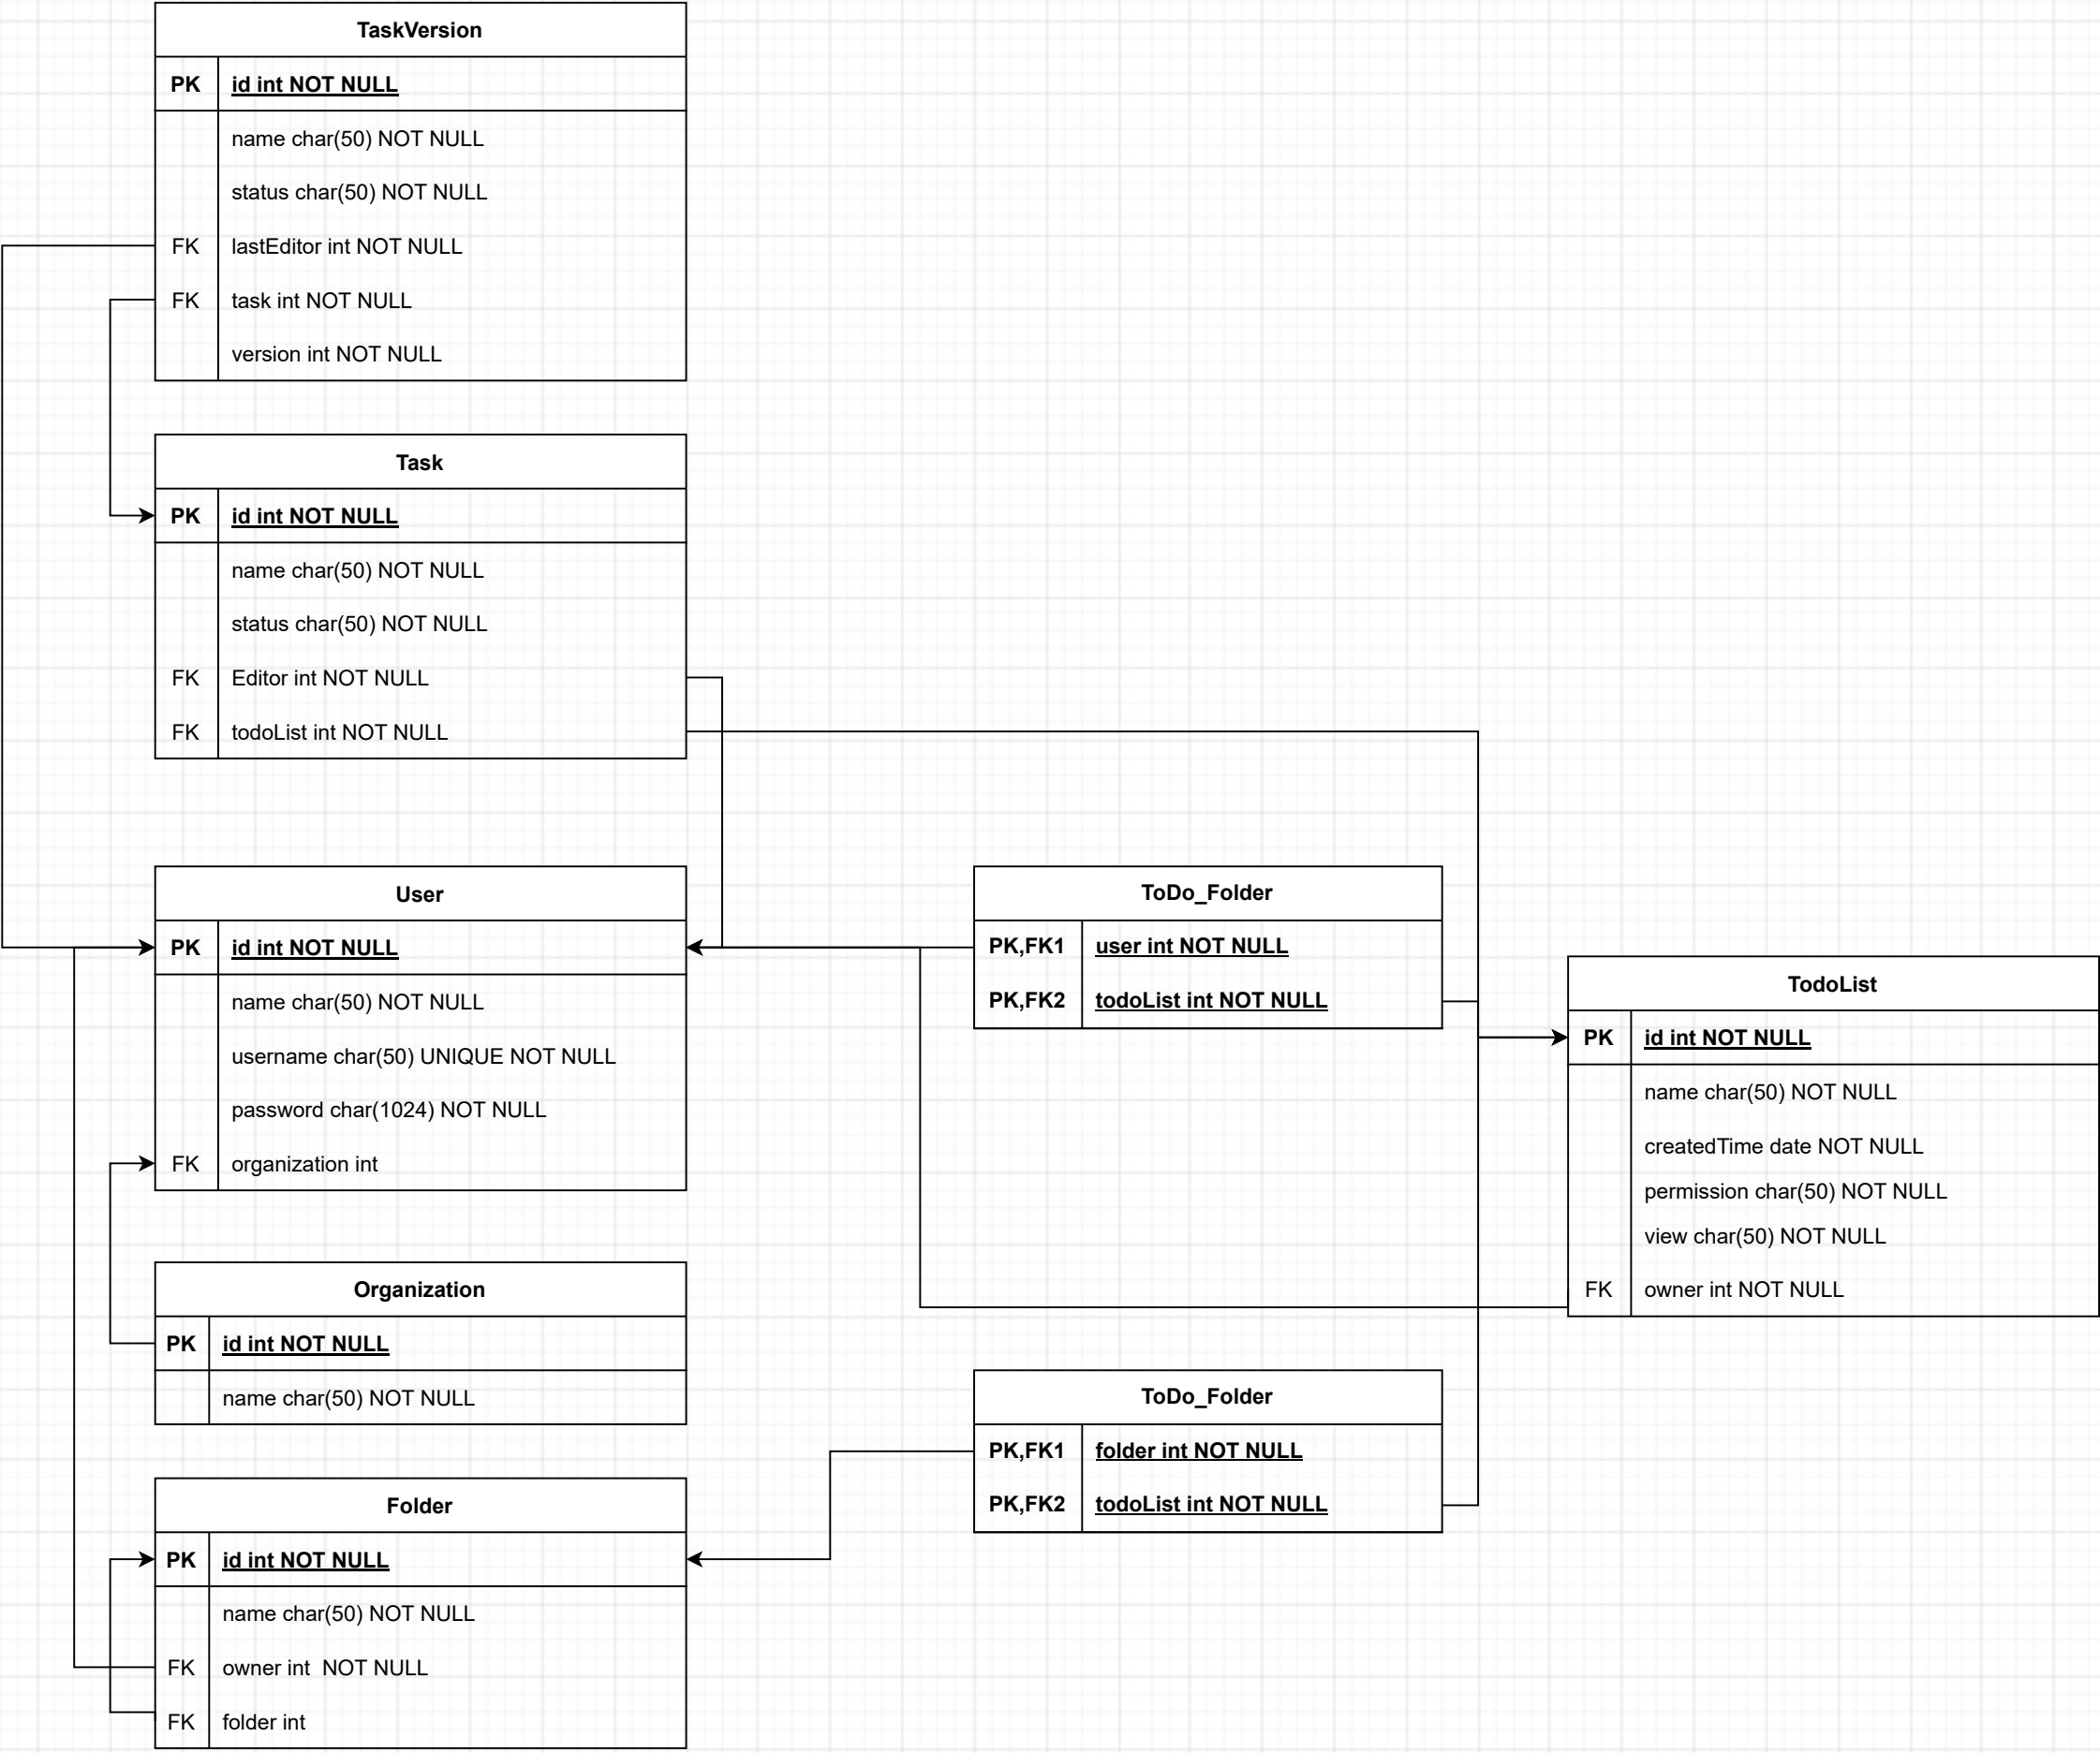 TaskVersion
PK id int NOT NULL
name char(50) NOT NULL
status char(50) NOT NULL
FK lastEditor int NOT NULL
FK task int NOT NULL
version int NOT NULL
Task
PK id int NOT NULL
name char(50) NOT NULL
status char(50) NOT NULL
FK Editor int NOT NULL
FK todoList int NOT NULL
User
PK id int NOT NULL
name char(50) NOT NULL
username char(50) UNIQUE NOT NULL
password char(1024) NOT NULL
FK organization int
ToDo_Folder
PK,FK1 user int NOT NULL
PK,FK2 todoList int NOT NULL
TodoList
PK id int NOT NULL
name char(50) NOT NULL
createdTime date NOT NULL
permission char(50) NOT NULL
view char(50) NOT NULL
FK owner int NOT NULL
Organization
PK id int NOT NULL
name char(50) NOT NULL
ToDo_Folder
PK,FK1 folder int NOT NULL
PK,FK2 todoList int NOT NULL
Folder
PK id int NOT NULL
name char(50) NOT NULL
FK owner int  NOT NULL
FK folder int